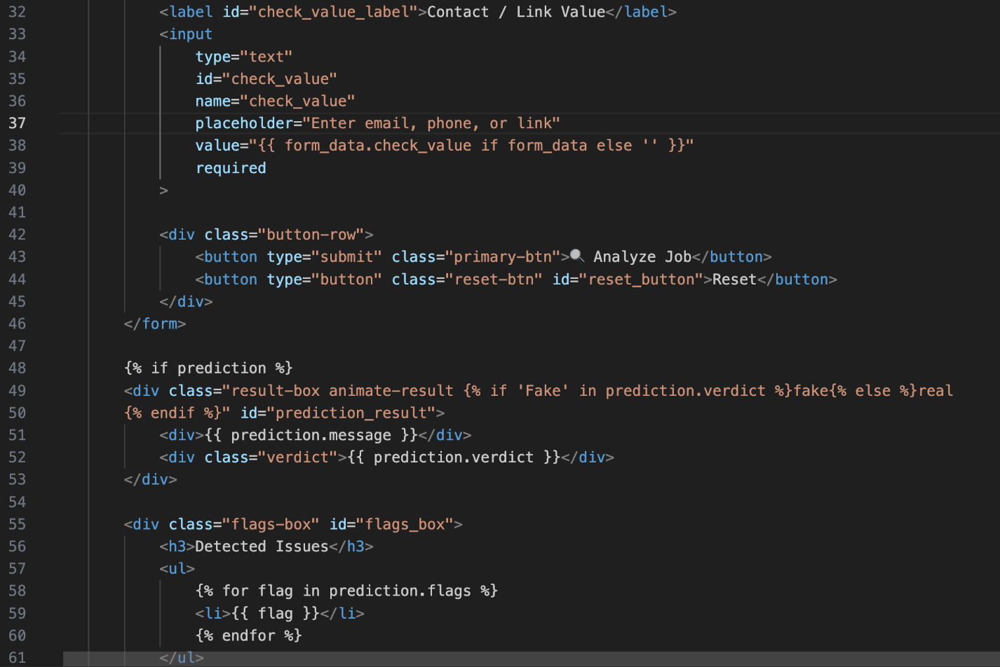 32 <label id="check_value_label">Contact / Link Value</label>
33 <input
34 type="text"
35 id="check_value"
36 name="check_value"
37 placeholder="Enter email, phone, or link"
38 value="{{ form_data.check_value if form_data else '' }}"
39 required
40 >
41
42 <div class="button-row">
43 <button type="submit" class="primary-btn">🔍 Analyze Job</button>
44 <button type="button" class="reset-btn" id="reset_button">Reset</button>
45 </div>
46 </form>
47
48 {% if prediction %}
49 <div class="result-box animate-result {% if 'Fake' in prediction.verdict %}fake{% else %}real
50 {% endif %}" id="prediction_result">
51 <div>{{ prediction.message }}</div>
52 <div class="verdict">{{ prediction.verdict }}</div>
53 </div>
54
55 <div class="flags-box" id="flags_box">
56 <h3>Detected Issues</h3>
57 <ul>
58 {% for flag in prediction.flags %}
59 <li>{{ flag }}</li>
60 {% endfor %}
61 </ul>